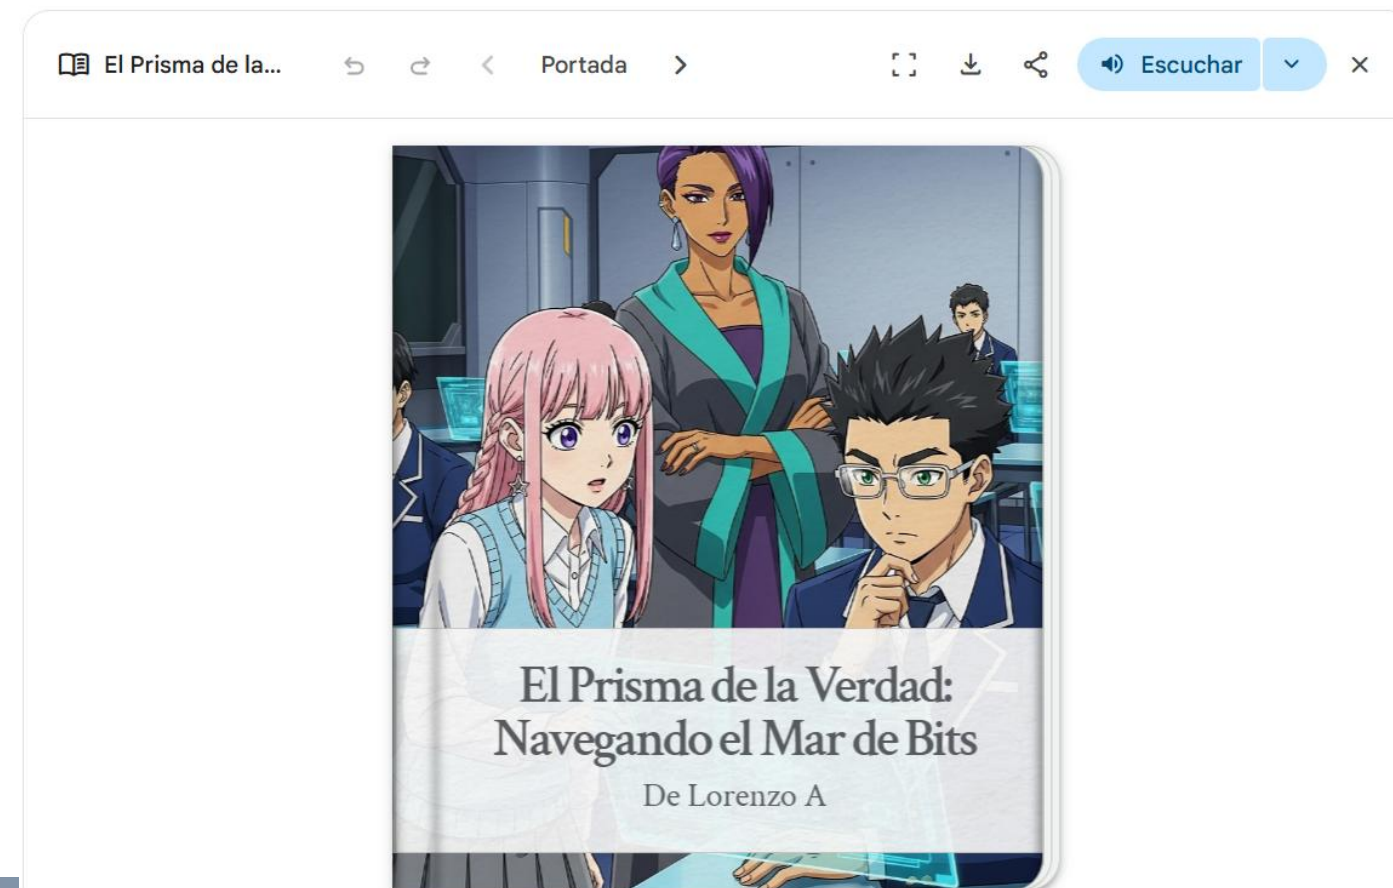 El Prisma de la...
Portada
Escuchar
El Prisma de la Verdad:
Navegando el Mar de Bits
De Lorenzo A